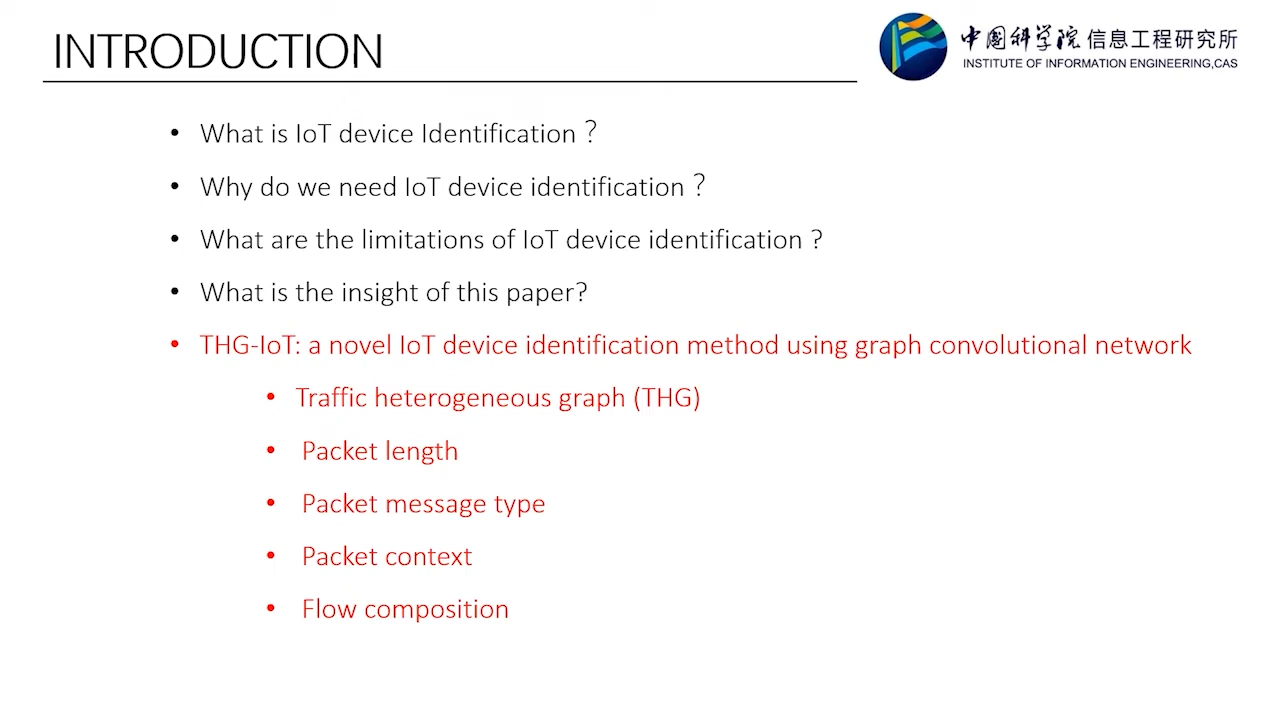 INTRODUCTION
中国科学院 信息工程研究所
INSTITUTE OF INFORMATION ENGINEERING,CAS
• What is IoT device Identification？
• Why do we need IoT device identification？
• What are the limitations of IoT device identification ?
• What is the insight of this paper?
• THG-IoT: a novel IoT device identification method using graph convolutional network
• Traffic heterogeneous graph (THG)
• Packet length
• Packet message type
• Packet context
• Flow composition